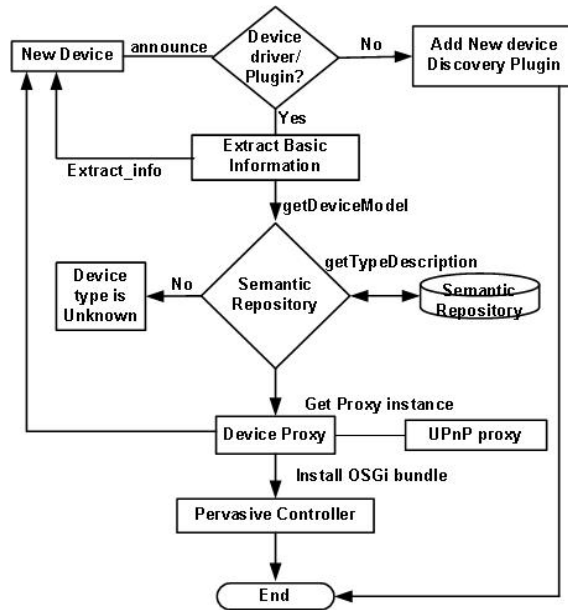 New Device
announce
Device
driver/
Plugin?
No
Add New device
Discovery Plugin
Yes
Extract Basic
Information
Extract_info
getDeviceModel
getTypeDescription
Device
type is
Unknown
No
Semantic
Repository
Semantic
Repository
Get Proxy instance
Device Proxy
UPnP proxy
Install OSGi bundle
Pervasive Controller
End